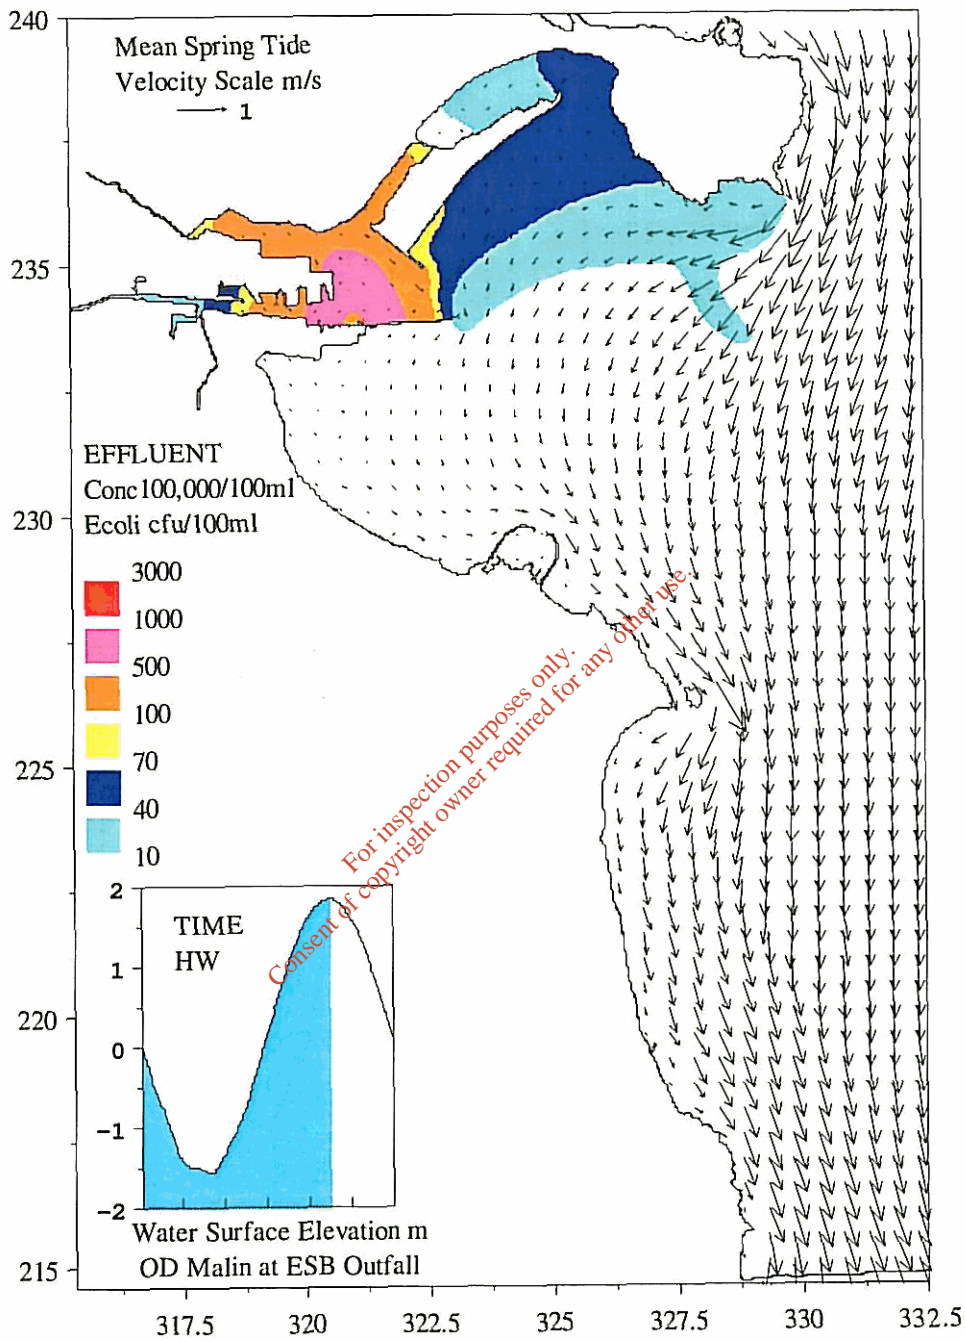 240
Mean Spring Tide
Velocity Scale m/s
1
235
EFFLUENT
Conc100,000/100ml
Ecoli cfu/100ml
230
3000
1000
500
100
70
40
10
225
For inspection purposes only.
Consent of copyright owner required for any other use.
2
TIME
HW
1
0
-1
-2
220
Water Surface Elevation m
OD Malin at ESB Outfall
215
317.5 320 322.5 325 327.5 330 332.5